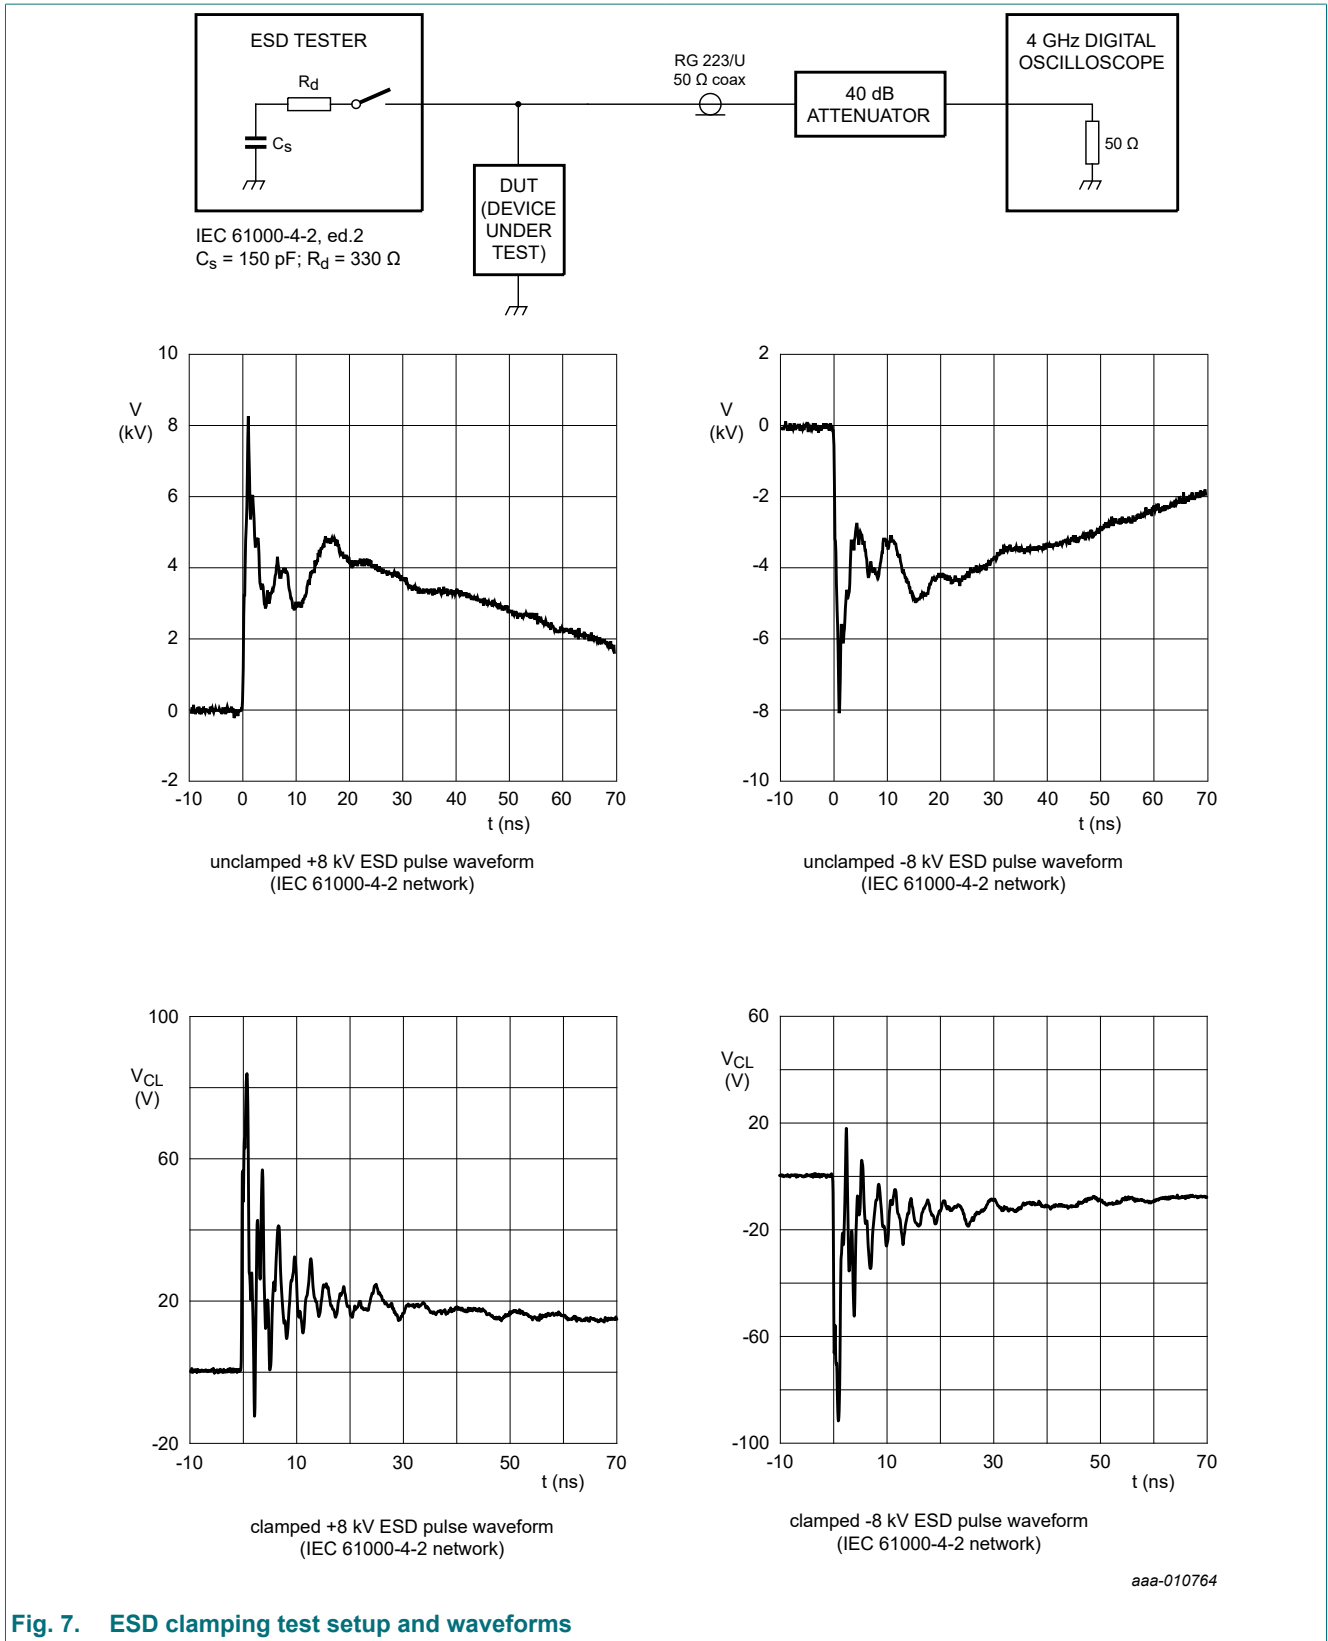 ESD TESTER
Rd
Cs
IEC 61000-4-2, ed.2
Cs = 150 pF; Rd = 330 Ω
DUT
(DEVICE
UNDER
TEST)
RG 223/U
50 Ω coax
40 dB
ATTENUATOR
4 GHz DIGITAL
OSCILLOSCOPE
50 Ω
V
(kV)
10
8
6
4
2
0
-2
-10 0 10 20 30 40 50 60 70
t (ns)
unclamped +8 kV ESD pulse waveform
(IEC 61000-4-2 network)
V
(kV)
2
0
-2
-4
-6
-8
-10
-10 0 10 20 30 40 50 60 70
t (ns)
unclamped -8 kV ESD pulse waveform
(IEC 61000-4-2 network)
VCL
(V)
100
60
20
-20
-10 10 30 50 70
t (ns)
clamped +8 kV ESD pulse waveform
(IEC 61000-4-2 network)
VCL
(V)
60
20
-20
-60
-100
-10 10 30 50 70
t (ns)
clamped -8 kV ESD pulse waveform
(IEC 61000-4-2 network)
aaa-010764
Fig. 7. ESD clamping test setup and waveforms